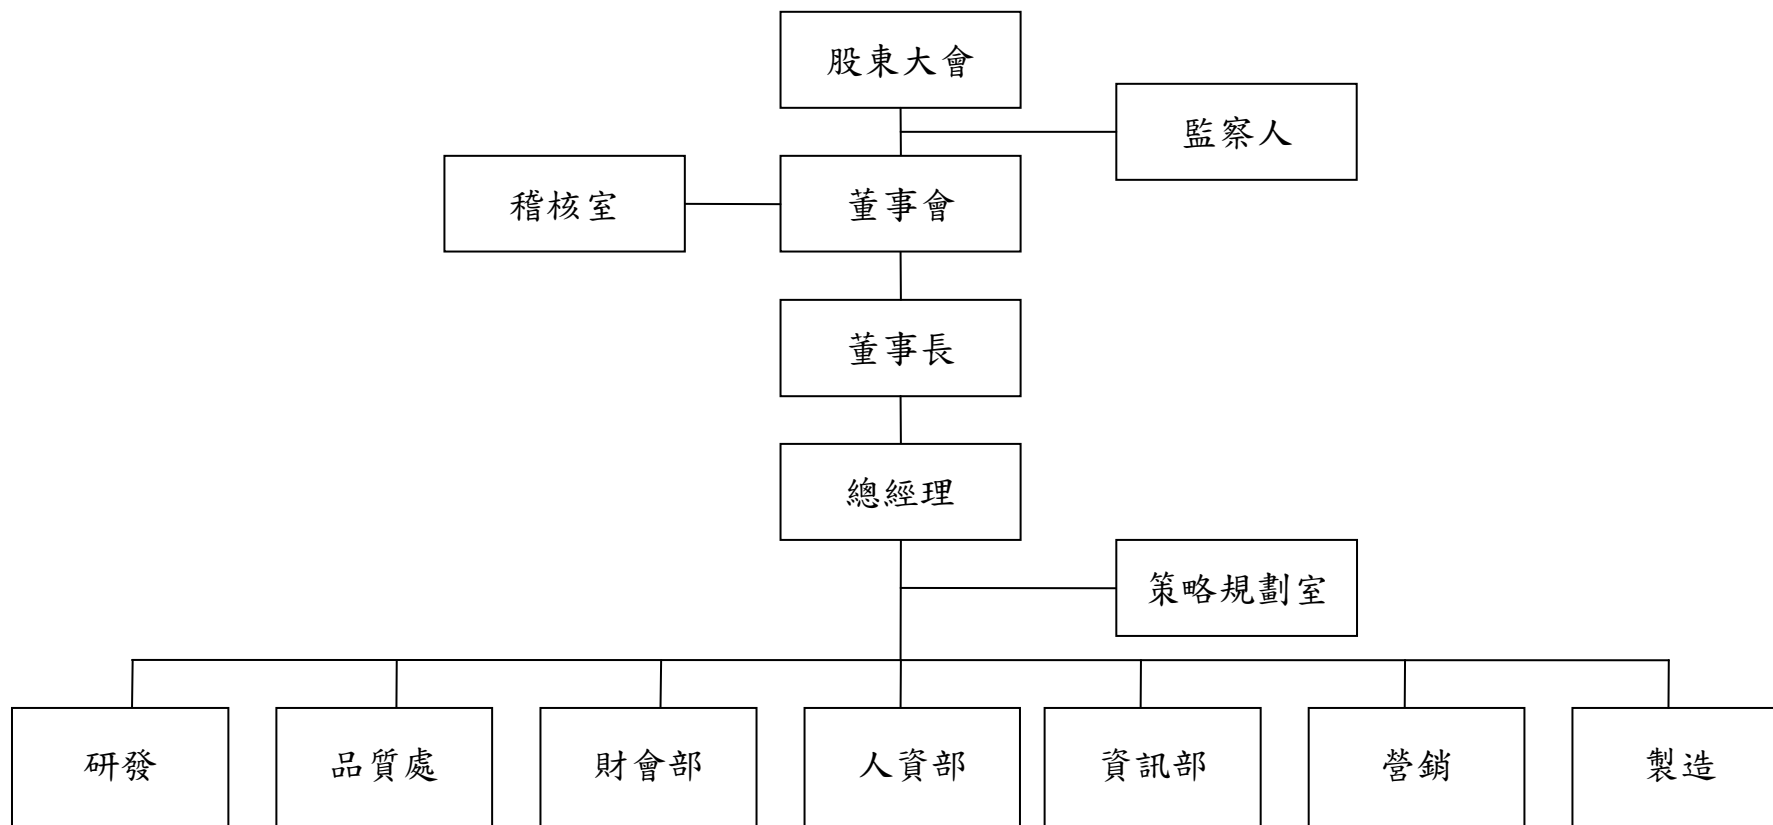 股東大會
監察人
稽核室
董事會
董事長
總經理
策略規劃室
研發
品質處
財會部
人資部
資訊部
營銷
製造